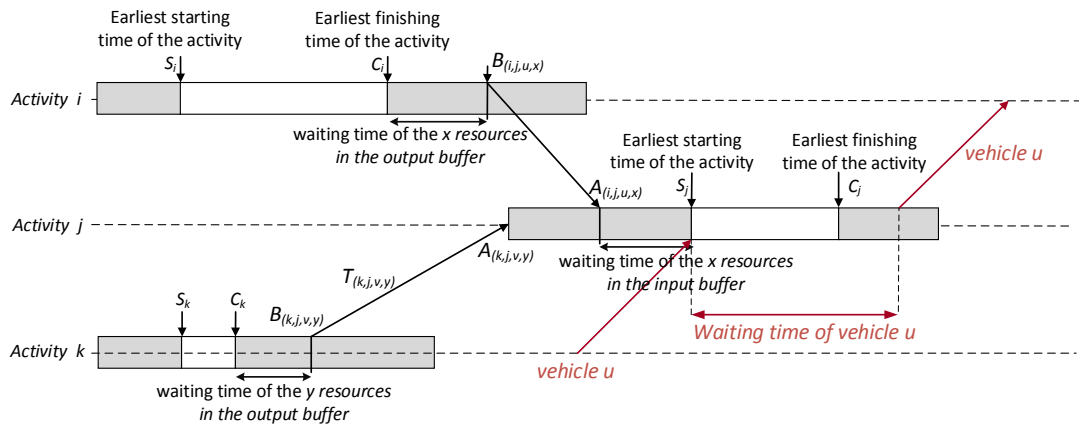 Earliest starting
time of the activity
S_i
Earliest finishing
time of the activity
C_i
B_(i,j,u,x)
Activity i
waiting time of the x resources
in the output buffer
vehicle u
Earliest starting
time of the activity
S_j
Earliest finishing
time of the activity
C_j
A_(i,j,u,x)
Activity j
A_(k,j,v,y)
waiting time of the x resources
in the input buffer
T_(k,j,v,y)
S_k
C_k
B_(k,j,v,y)
Waiting time of vehicle u
Activity k
vehicle u
waiting time of the y resources
in the output buffer